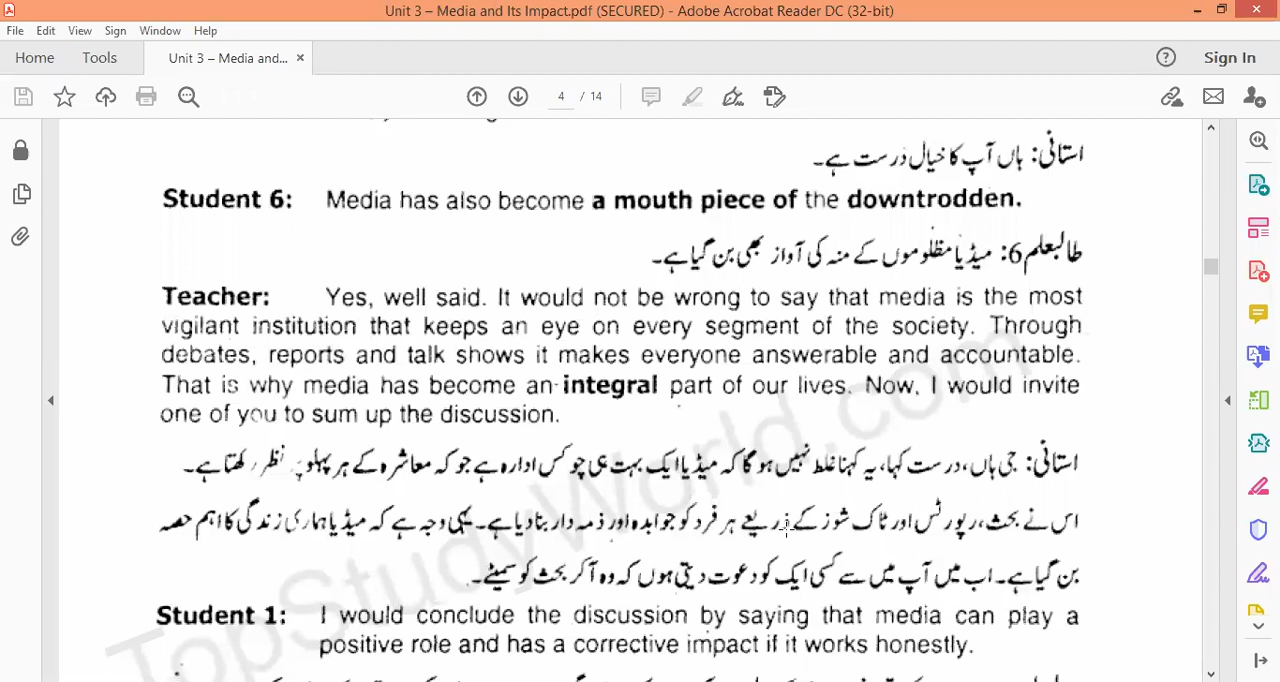 Unit 3 – Media and Its Impact.pdf (SECURED) - Adobe Acrobat Reader DC (32-bit)
File Edit View Sign Window Help
Home Tools Unit 3 – Media and... × Sign In
4 / 14
استانی: ہاں آپ کا خیال دُرست ہے۔
Student 6: Media has also become a mouth piece of the downtrodden.
طالبعلم 6: میڈیا مظلوموں کے منہ کی آواز بھی بن گیا ہے۔
Teacher: Yes, well said. It would not be wrong to say that media is the most
vigilant institution that keeps an eye on every segment of the society. Through
debates, reports and talk shows it makes everyone answerable and accountable.
That is why media has become an integral part of our lives. Now, I would invite
one of you to sum up the discussion.
استانی: جی ہاں، درست کہا، یہ کہنا غلط نہیں ہوگا کہ میڈیا ایک بہت ہی چوکس ادارہ ہے جو کہ معاشرہ کے ہر پہلو پر نظر رکھتا ہے۔
اس نے بحث، رپورٹس اور ٹاک شوز کے ذریعے ہر فرد کو جوابدہ اور ذمہ دار بنا دیا ہے۔ یہی وجہ ہے کہ میڈیا ہماری زندگی کا اہم حصہ
بن گیا ہے۔ اب میں آپ میں سے کسی ایک کو دعوت دیتی ہوں کہ وہ آ کر بحث کو سمیٹے۔
Student 1: I would conclude the discussion by saying that media can play a
positive role and has a corrective impact if it works honestly.
TopStudyWorld.com